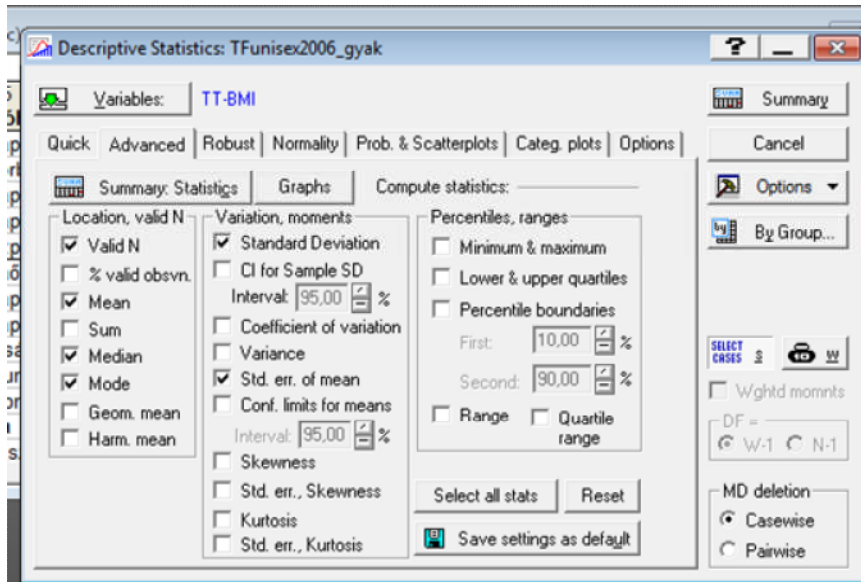 Descriptive Statistics: TFunisex2006_gyak
?
Variables:
TT-BMI
Quick Advanced Robust Normality Prob. & Scatterplots Categ. plots Options
Summary: Statistics Graphs Compute statistics:
Location, valid N
Valid N
% valid obsvn.
Mean
Sum
Median
Mode
Geom. mean
Harm. mean
Variation, moments
Standard Deviation
CI for Sample SD
Interval: 95,00 %
Coefficient of variation
Variance
Std. err. of mean
Conf. limits for means
Interval: 95,00 %
Skewness
Std. err., Skewness
Kurtosis
Std. err., Kurtosis
Percentiles, ranges
Minimum & maximum
Lower & upper quartiles
Percentile boundaries
First: 10,00 %
Second: 90,00 %
Range
Quartile
range
Select all stats Reset
Save settings as default
Summary
Cancel
Options
By Group...
SELECT
CASES S
W
Wghtd momnts
DF =
W-1 N-1
MD deletion
Casewise
Pairwise